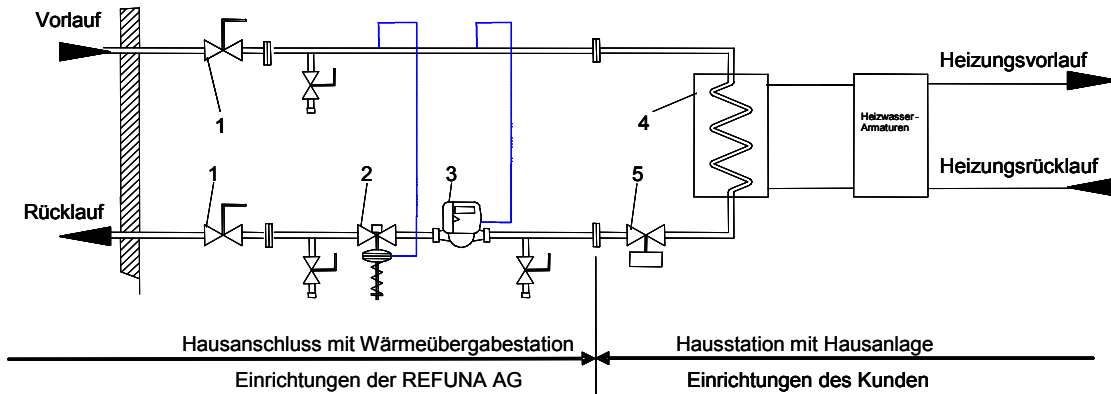 Vorlauf
Heizungsvorlauf
1
4
Heizwasser-
Armaturen
Heizungsrücklauf
1
2
3
5
Rücklauf
Hausanschluss mit Wärmeübergabestation
Hausstation mit Hausanlage
Einrichtungen der REFUNA AG
Einrichtungen des Kunden